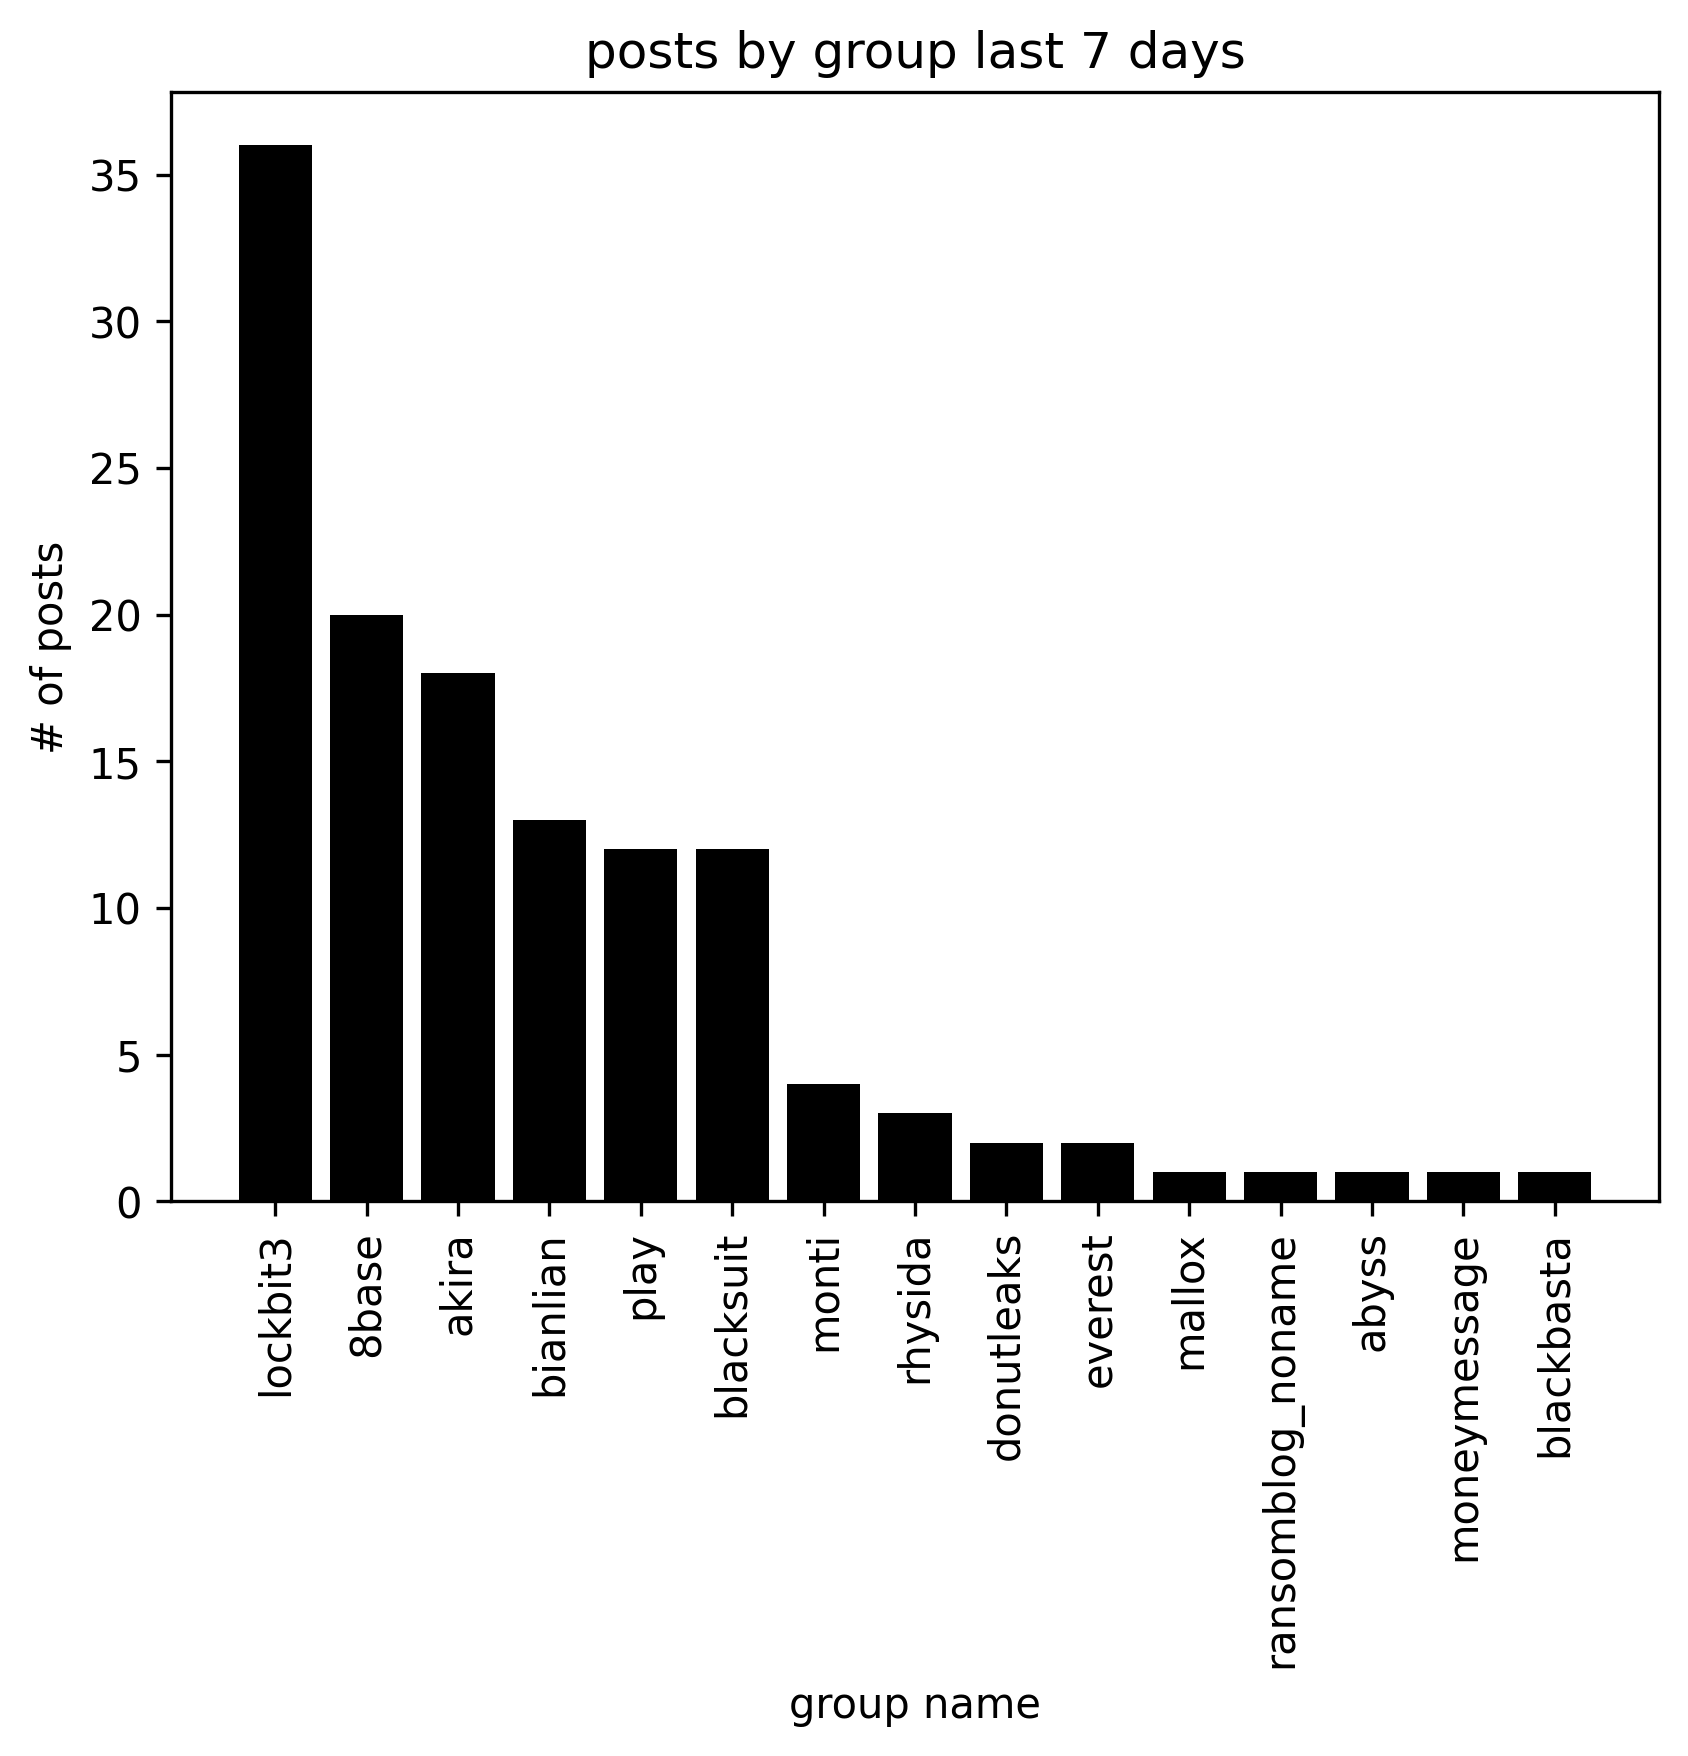 posts by group last 7 days
# of posts
35
30
25
20
15
10
5
0
lockbit3
8base
akira
bianlian
play
blacksuit
monti
rhysida
donutleaks
everest
mallox
ransomblog_noname
abyss
moneymessage
blackbasta
group name